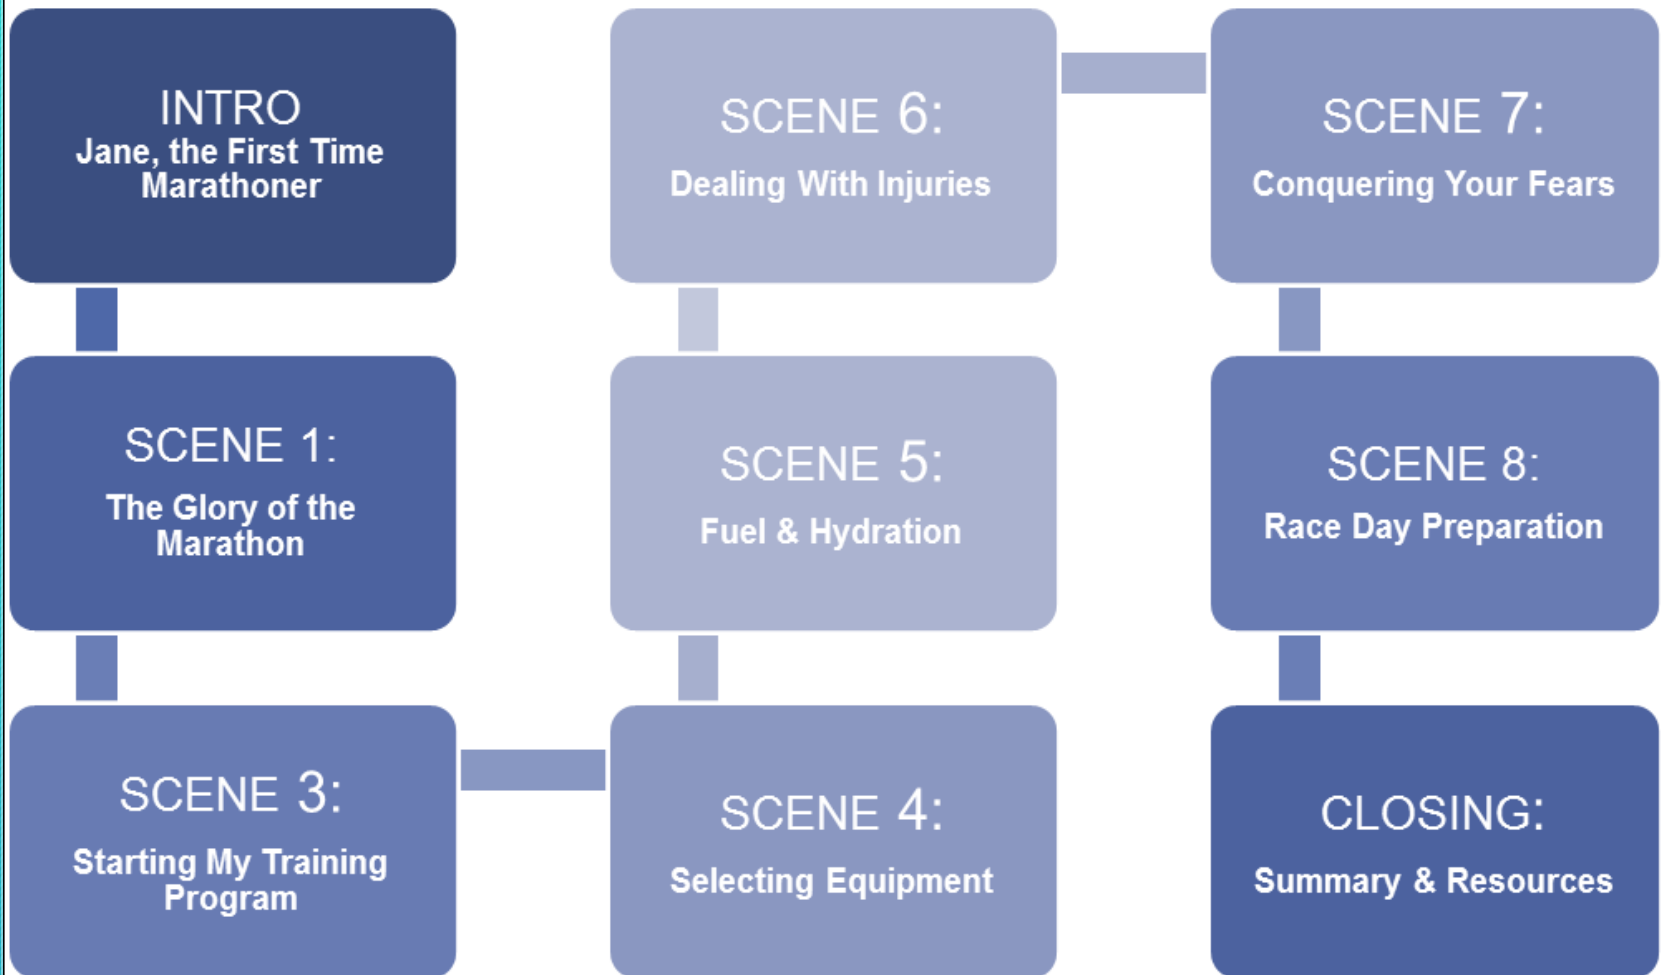 INTRO
Jane, the First Time
Marathoner
SCENE 1:
The Glory of the
Marathon
SCENE 3:
Starting My Training
Program
SCENE 4:
Selecting Equipment
SCENE 5:
Fuel & Hydration
SCENE 6:
Dealing With Injuries
SCENE 7:
Conquering Your Fears
SCENE 8:
Race Day Preparation
CLOSING:
Summary & Resources